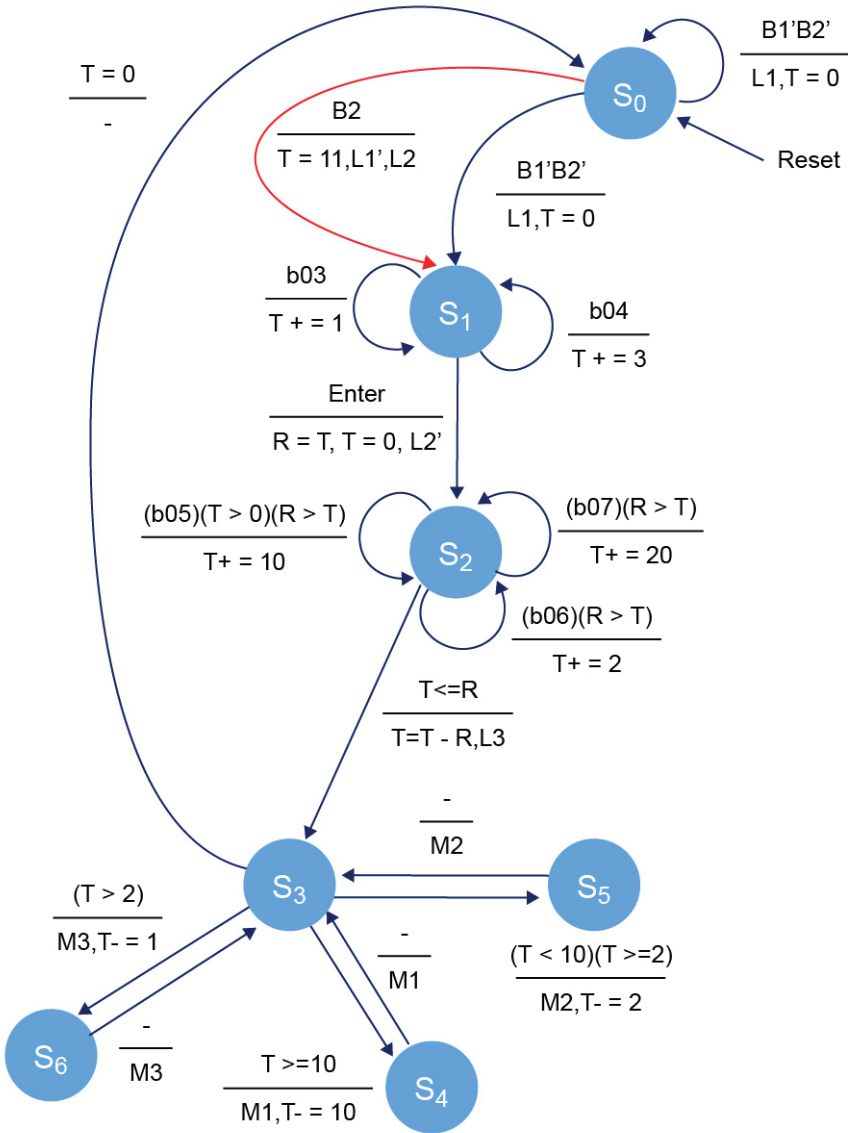 B1'B2'
L1,T = 0
T = 0
-
S0
B2
T = 11,L1',L2
Reset
B1'B2'
L1,T = 0
b03
T + = 1
S1
b04
T + = 3
Enter
R = T, T = 0, L2'
(b05)(T > 0)(R > T)
T+ = 10
S2
(b07)(R > T)
T+ = 20
(b06)(R > T)
T+ = 2
T<=R
T=T - R,L3
-
M2
S3
S5
(T > 2)
M3,T- = 1
-
M1
(T < 10)(T >=2)
M2,T- = 2
S6
-
M3
T >=10
M1,T- = 10
S4